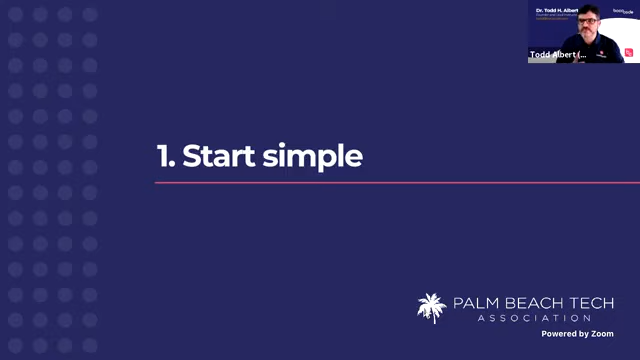 Dr. Todd H. Albert
Todd Albert (...
1. Start simple
PALM BEACH TECH
ASSOCIATION
Powered by Zoom